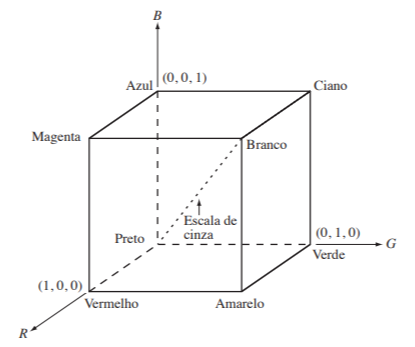 B
Azul
(0, 0, 1)
Ciano
Magenta
Branco
Escala de
cinza
Preto
(0, 1, 0)
G
Verde
(1, 0, 0)
Vermelho
Amarelo
R